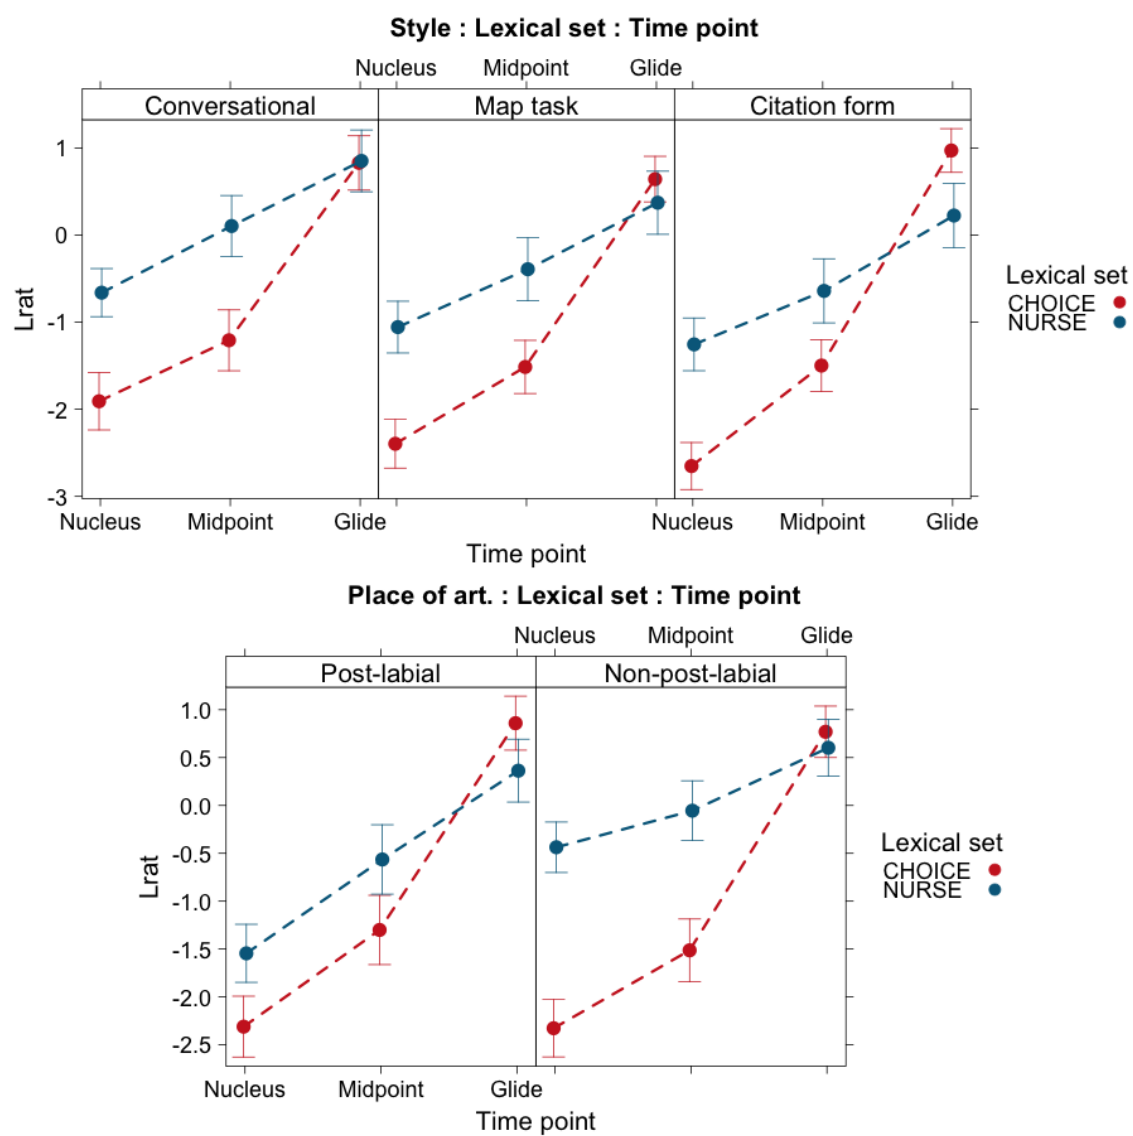 Style : Lexical set : Time point
Nucleus Midpoint Glide
Conversational Map task Citation form
1
0
-1
-2
-3
Lrat
Lexical set
CHOICE
NURSE
Nucleus Midpoint Glide Nucleus Midpoint Glide
Time point
Place of art. : Lexical set : Time point
Nucleus Midpoint Glide
Post-labial Non-post-labial
1.0
0.5
0.0
-0.5
-1.0
-1.5
-2.0
-2.5
Lrat
Lexical set
CHOICE
NURSE
Nucleus Midpoint Glide
Time point